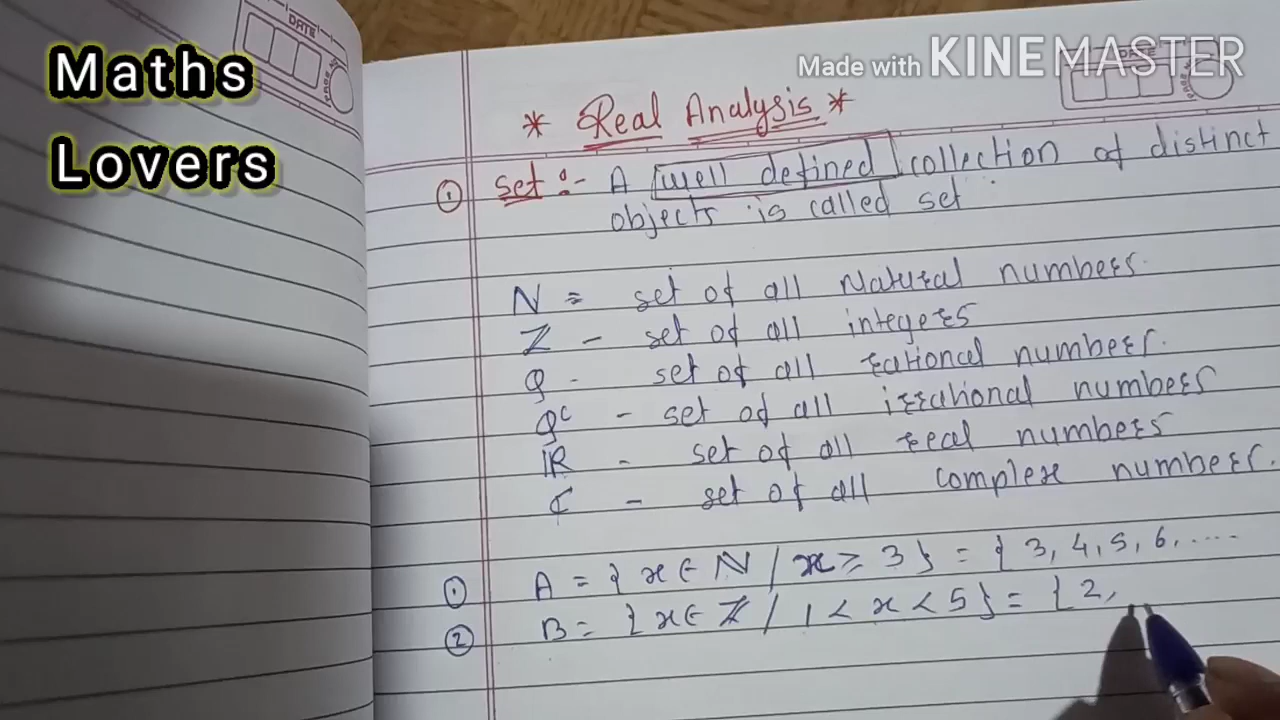 Maths
Lovers
Made with KINEMASTER
DATE
DATE
* Real Analysis *
① Set :- A well defined collection of distinct
objects is called set
N = set of all Natural numbers.
Z - set of all integers
Q - set of all rational numbers.
Qᶜ - set of all irrational numbers
ℝ - set of all real numbers
ℂ - set of all complex numbers.
① A = { x ∈ N / x ≥ 3 } = { 3, 4, 5, 6, .....
② B = { x ∈ Z / 1 < x < 5 } = { 2,